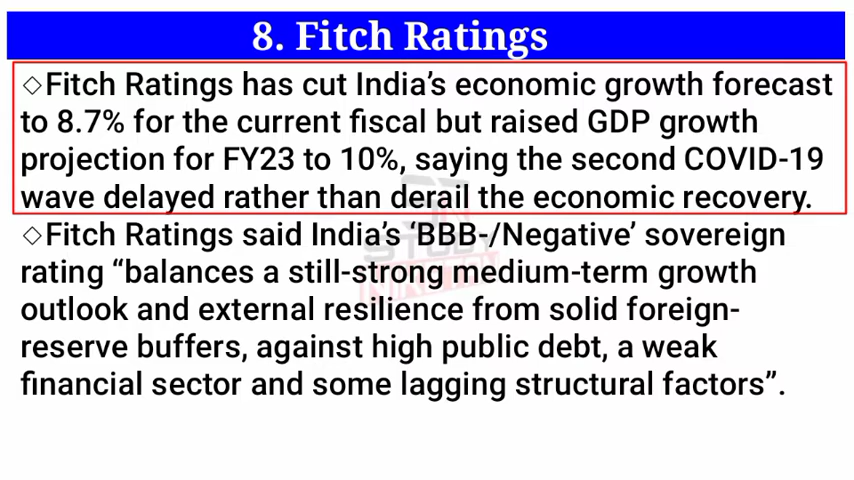 8. Fitch Ratings
◇Fitch Ratings has cut India's economic growth forecast
to 8.7% for the current fiscal but raised GDP growth
projection for FY23 to 10%, saying the second COVID-19
wave delayed rather than derail the economic recovery.
◇Fitch Ratings said India's ‘BBB-/Negative’ sovereign
rating “balances a still-strong medium-term growth
outlook and external resilience from solid foreign-
reserve buffers, against high public debt, a weak
financial sector and some lagging structural factors”.